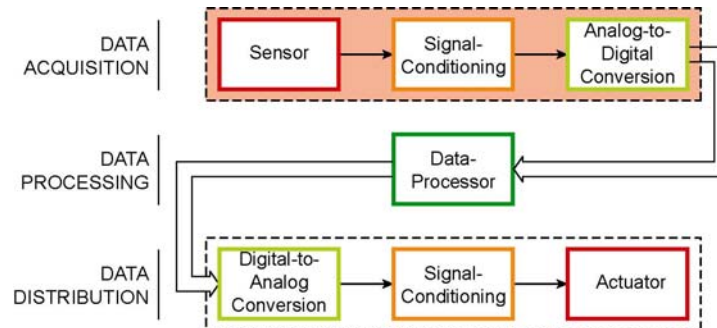 DATA
ACQUISITION
Sensor
Signal-
Conditioning
Analog-to-
Digital
Conversion
DATA
PROCESSING
Data-
Processor
DATA
DISTRIBUTION
Digital-to-
Analog
Conversion
Signal-
Conditioning
Actuator